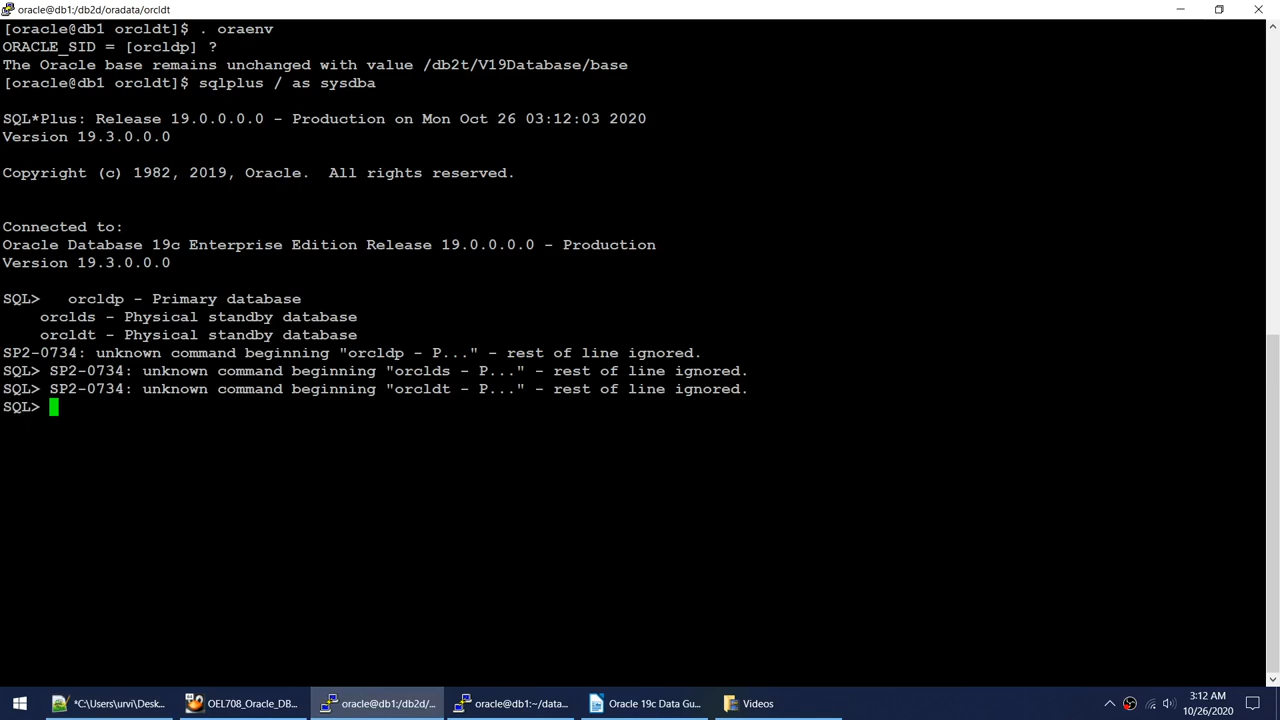 oracle@db1:/db2d/oradata/orcldt
[oracle@db1 orcldt]$ . oraenv
ORACLE_SID = [orcldp] ?
The Oracle base remains unchanged with value /db2t/V19Database/base
[oracle@db1 orcldt]$ sqlplus / as sysdba
SQL*Plus: Release 19.0.0.0.0 - Production on Mon Oct 26 03:12:03 2020
Version 19.3.0.0.0
Copyright (c) 1982, 2019, Oracle.  All rights reserved.
Connected to:
Oracle Database 19c Enterprise Edition Release 19.0.0.0.0 - Production
Version 19.3.0.0.0
SQL>   orcldp - Primary database
    orclds - Physical standby database
    orcldt - Physical standby database
SP2-0734: unknown command beginning "orcldp - P..." - rest of line ignored.
SQL> SP2-0734: unknown command beginning "orclds - P..." - rest of line ignored.
SQL> SP2-0734: unknown command beginning "orcldt - P..." - rest of line ignored.
SQL>
*C:\Users\urvi\Desk...
OEL708_Oracle_DB...
oracle@db1:/db2d/...
oracle@db1:~/data...
Oracle 19c Data Gu...
Videos
3:12 AM
10/26/2020